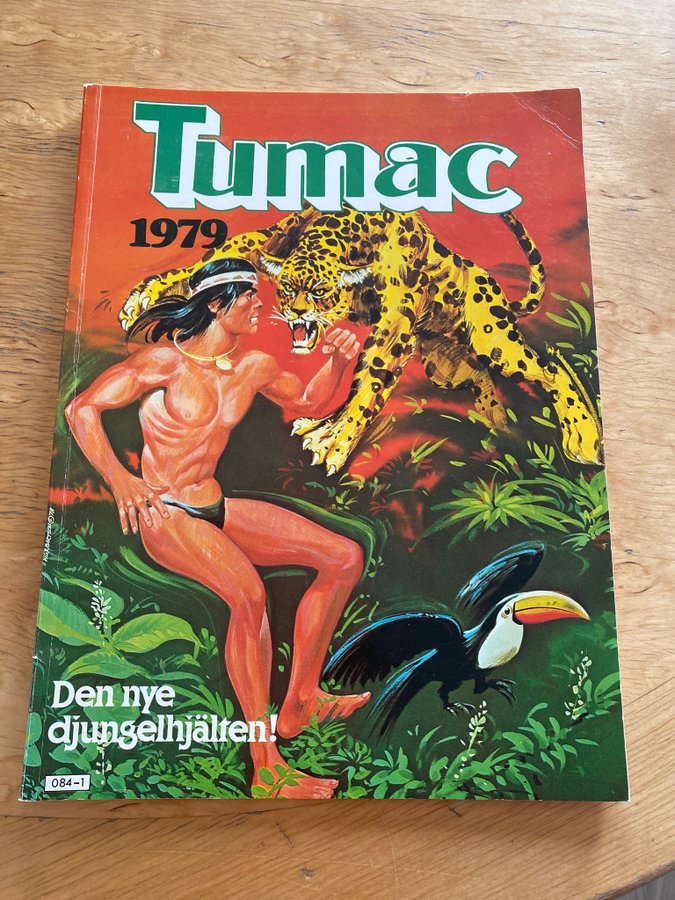 Tumac
1979
Den nye
djungelhjälten!
084-1